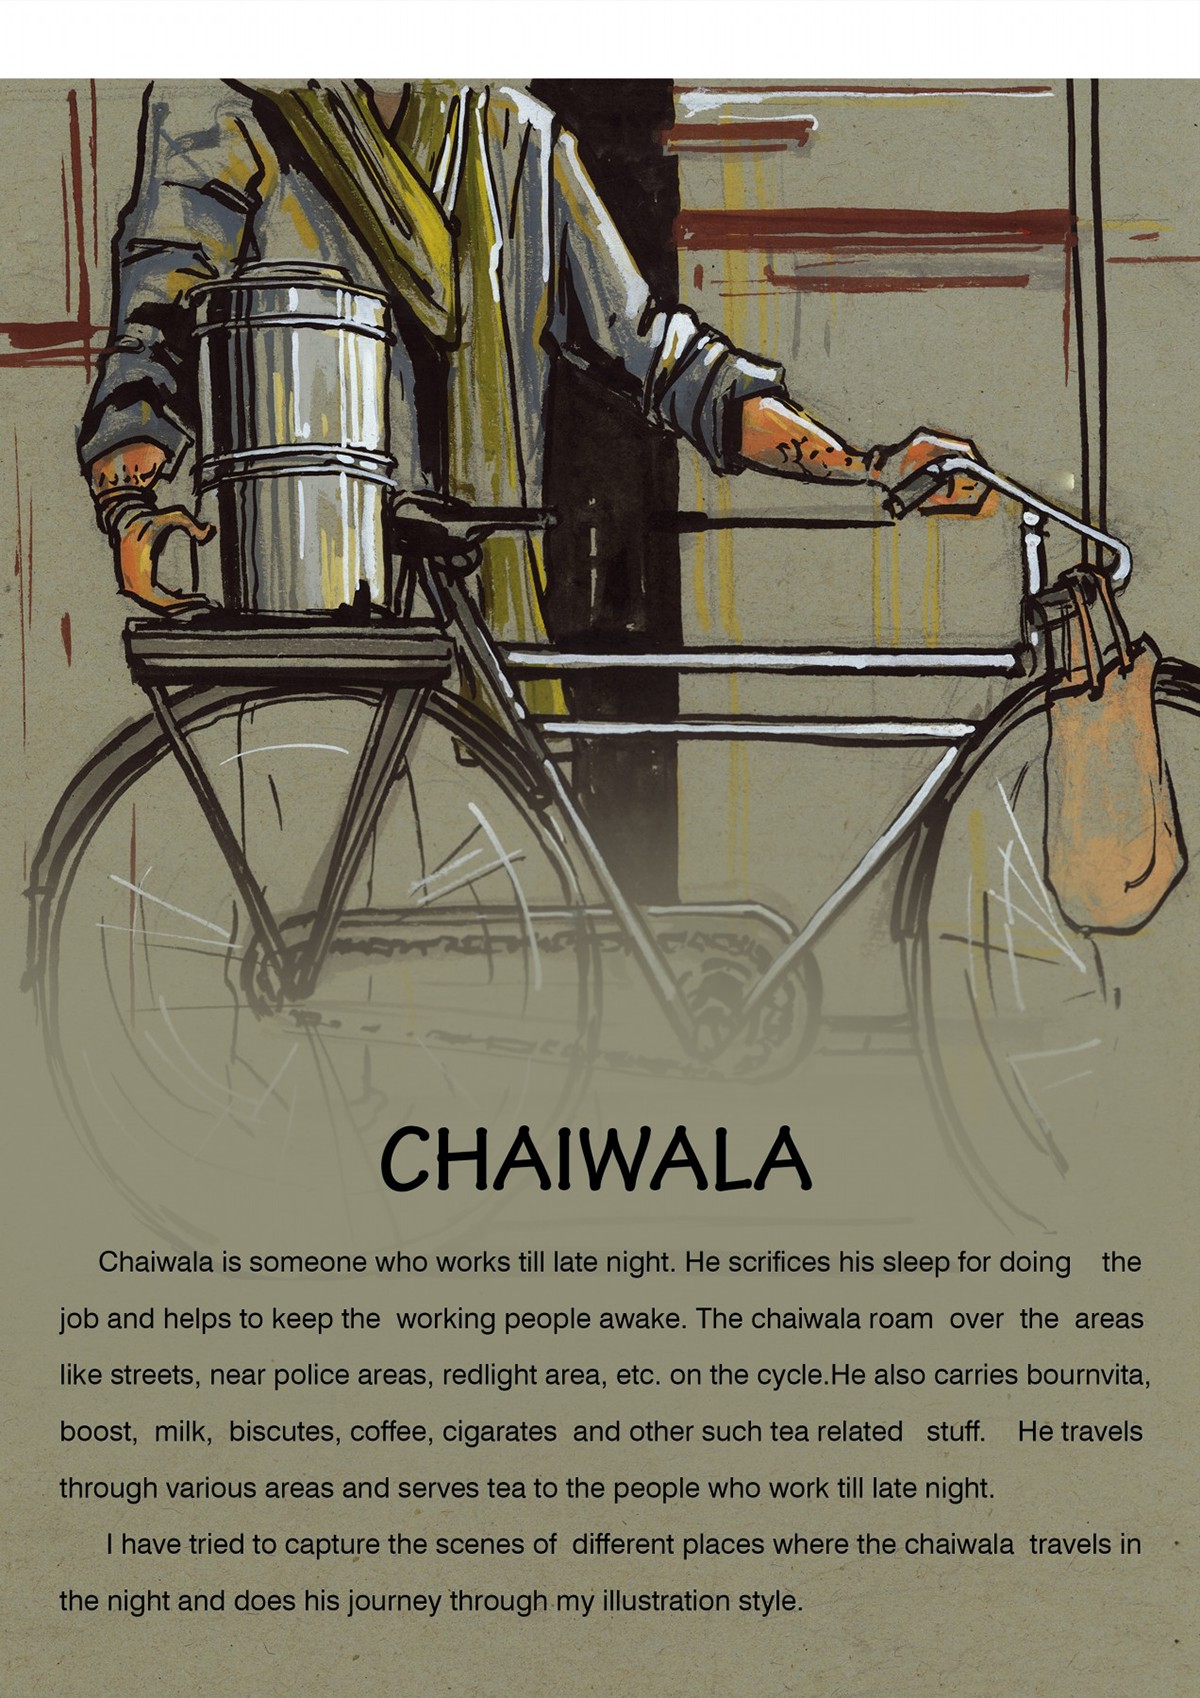 CHAIWALA
Chaiwala is someone who works till late night. He scrifices his sleep for doing the
job and helps to keep the working people awake. The chaiwala roam over the areas
like streets, near police areas, redlight area, etc. on the cycle.He also carries bournvita,
boost, milk, biscutes, coffee, cigarates and other such tea related stuff. He travels
through various areas and serves tea to the people who work till late night.
I have tried to capture the scenes of different places where the chaiwala travels in
the night and does his journey through my illustration style.